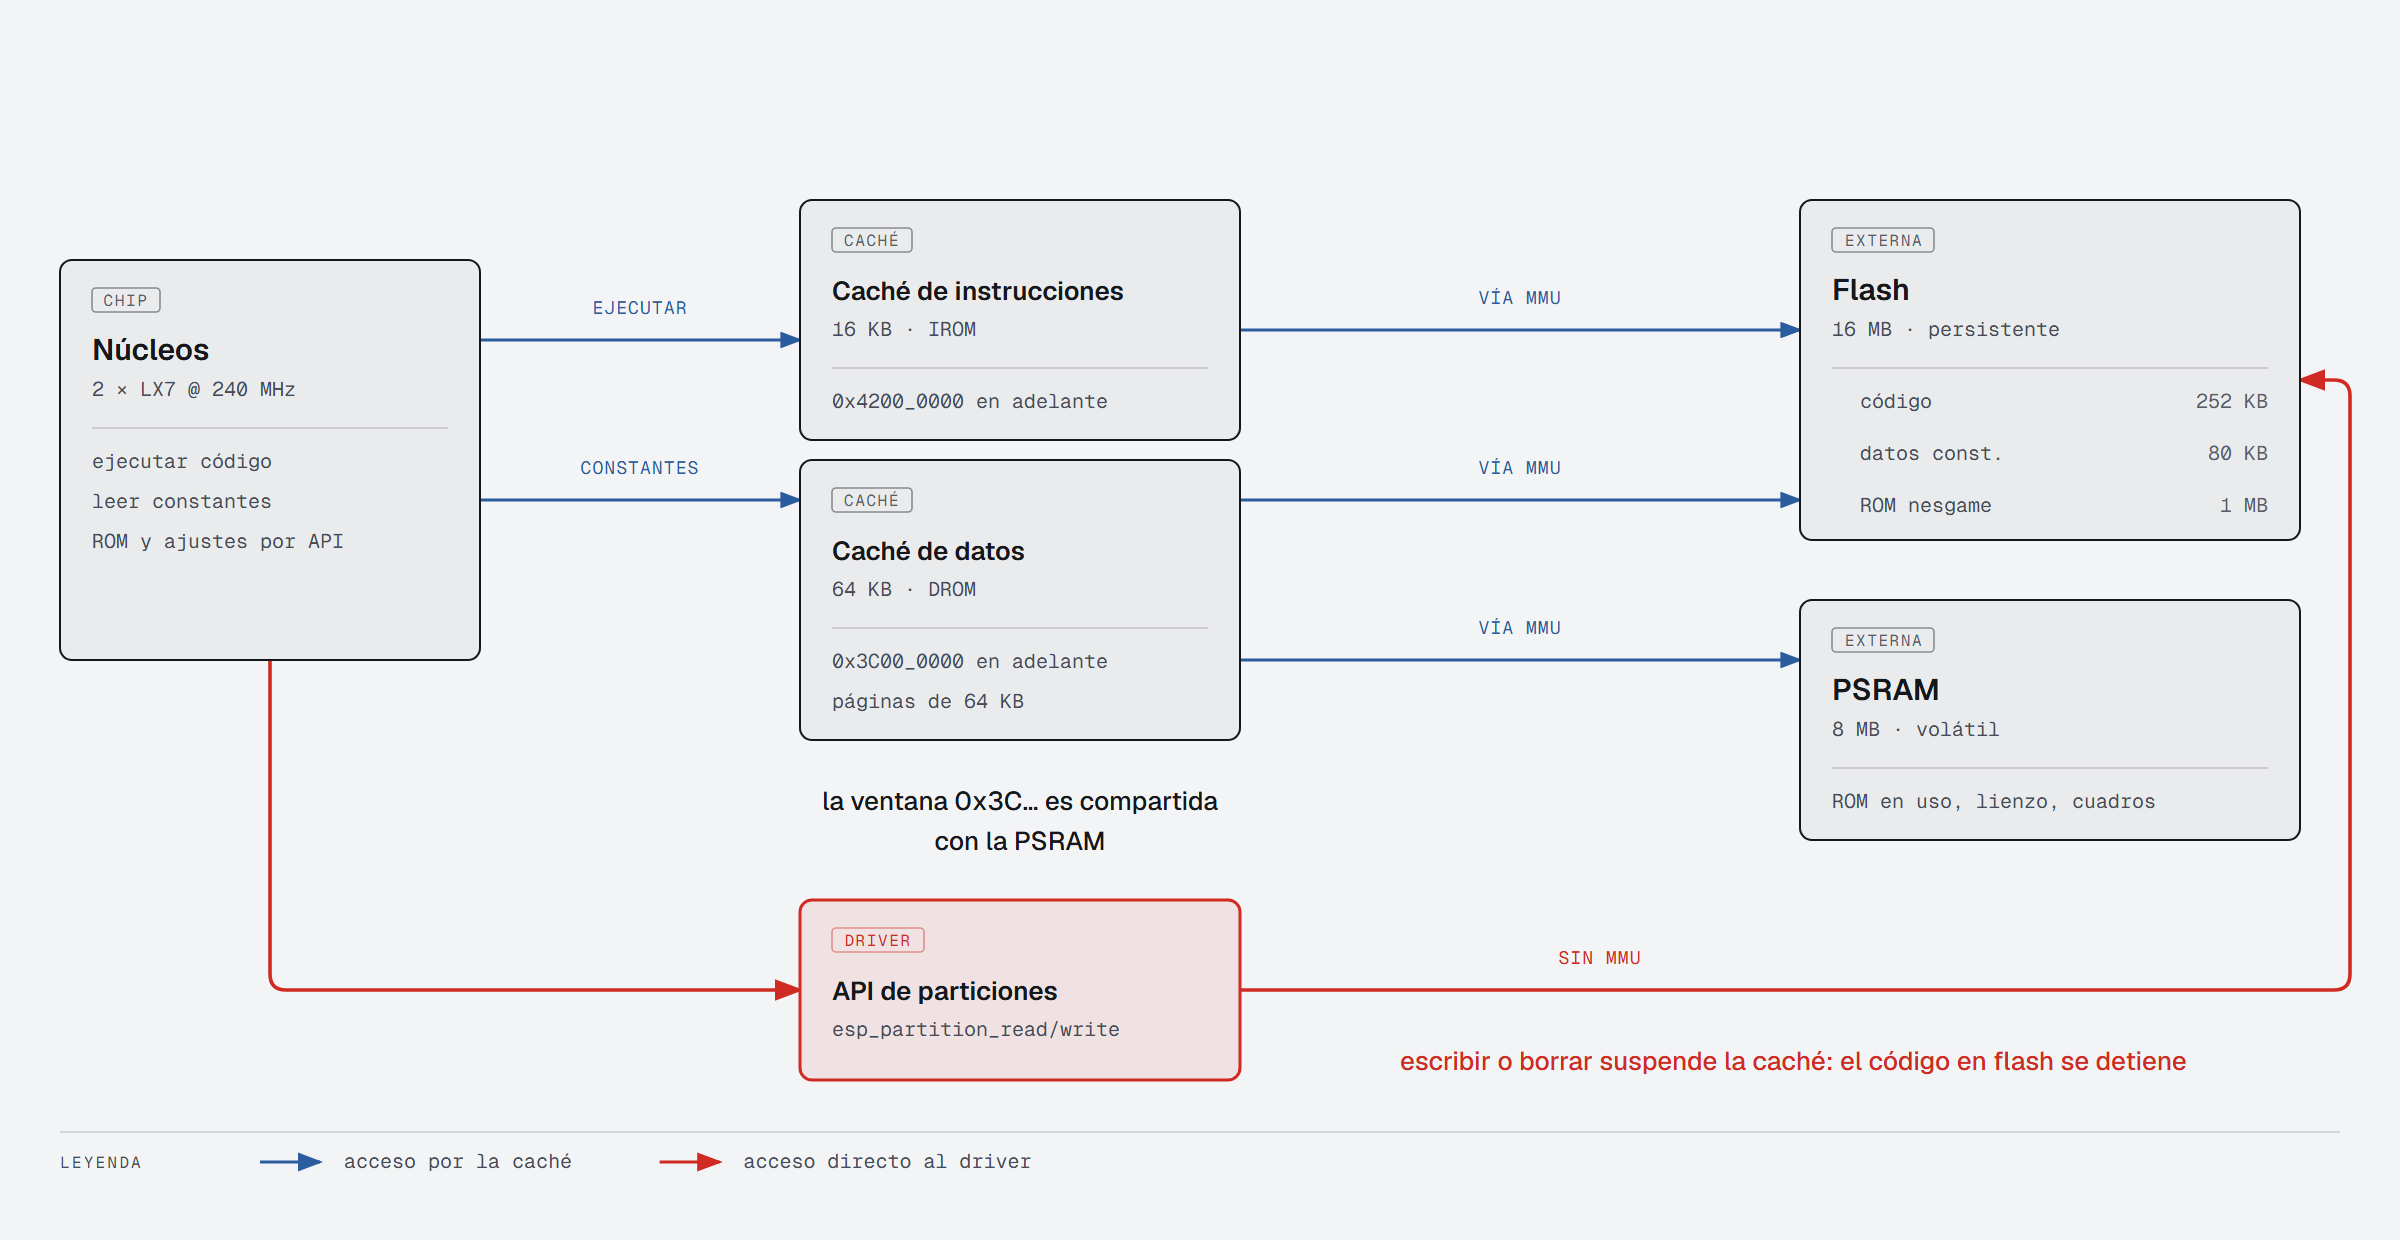 CHIP
Núcleos
2 × LX7 @ 240 MHz
ejecutar código
leer constantes
ROM y ajustes por API
EJECUTAR
CONSTANTES
CACHÉ
Caché de instrucciones
16 KB · IROM
0x4200_0000 en adelante
CACHÉ
Caché de datos
64 KB · DROM
0x3C00_0000 en adelante
páginas de 64 KB
la ventana 0x3C... es compartida
con la PSRAM
VÍA MMU
VÍA MMU
VÍA MMU
EXTERNA
Flash
16 MB · persistente
código 252 KB
datos const. 80 KB
ROM nesgame 1 MB
EXTERNA
PSRAM
8 MB · volátil
ROM en uso, lienzo, cuadros
DRIVER
API de particiones
esp_partition_read/write
SIN MMU
escribir o borrar suspende la caché: el código en flash se detiene
LEYENDA
acceso por la caché
acceso directo al driver